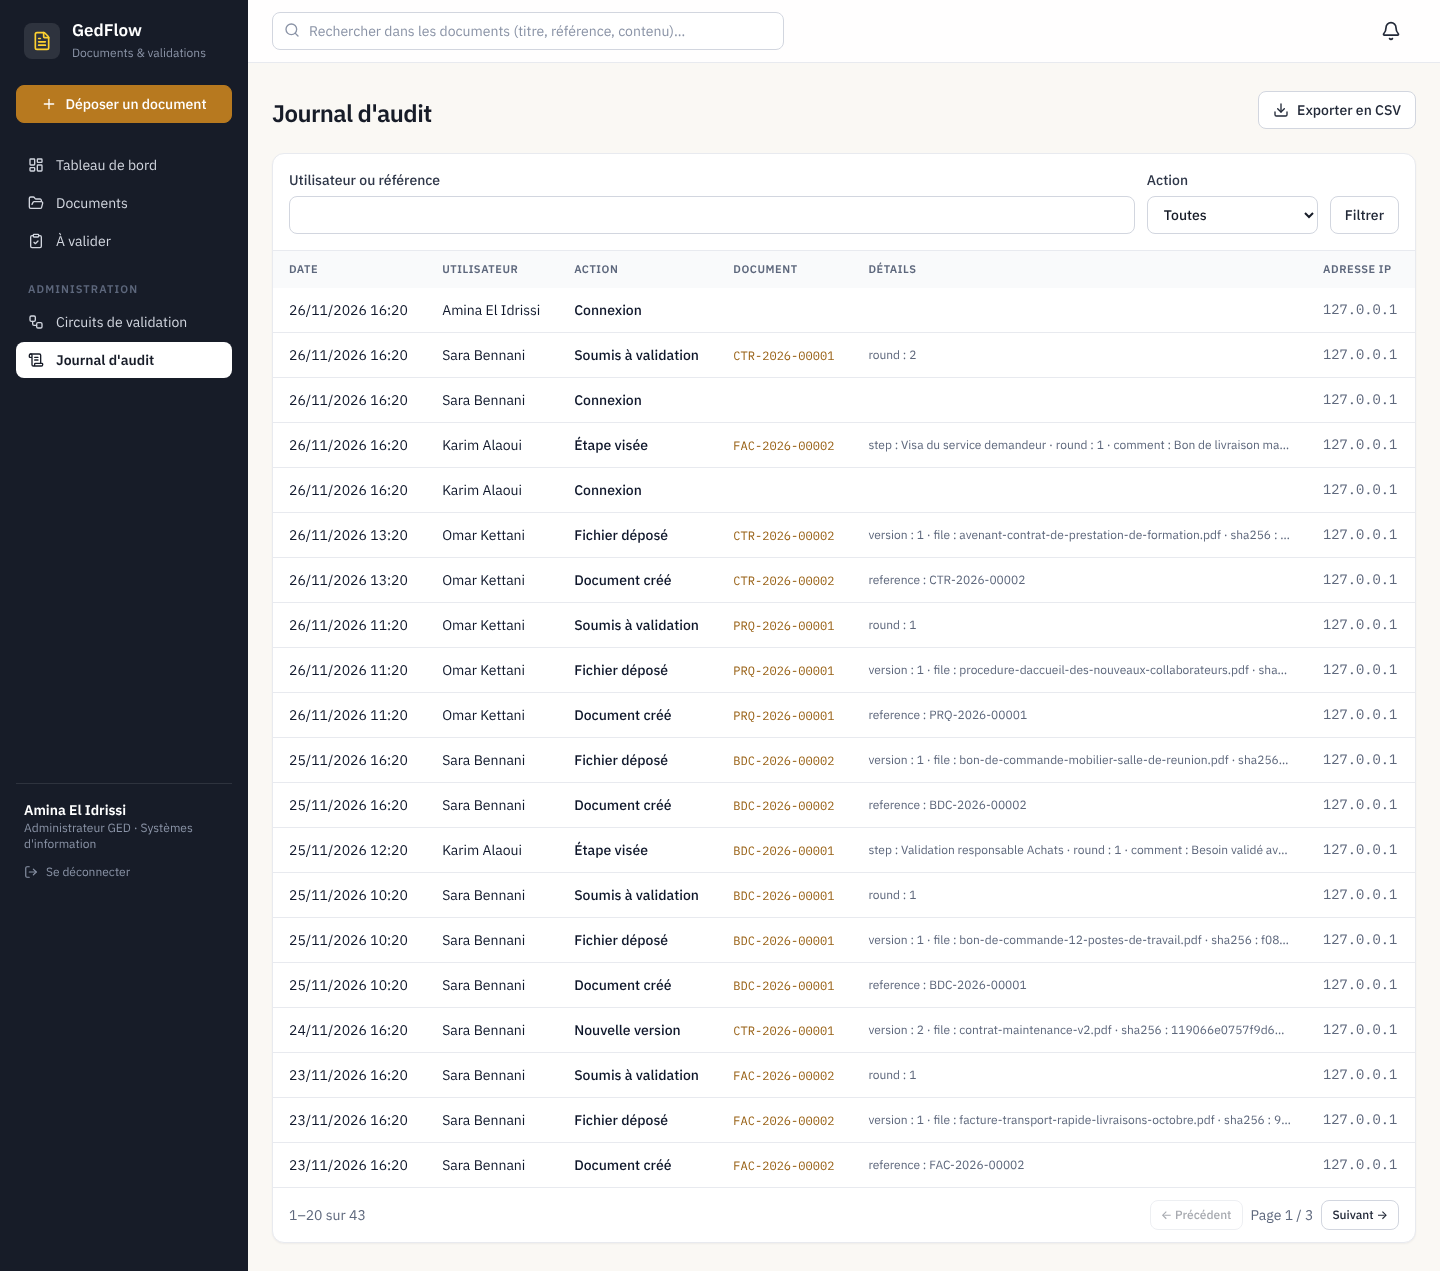 GedFlow
Documents & validations
Déposer un document
Tableau de bord
Documents
À valider
ADMINISTRATION
Circuits de validation
Journal d'audit
Amina El Idrissi
Administrateur GED · Systèmes
d'information
Se déconnecter
Rechercher dans les documents (titre, référence, contenu)...
Journal d'audit
Exporter en CSV
Utilisateur ou référence
Action
Toutes
Filtrer
DATE UTILISATEUR ACTION DOCUMENT DÉTAILS ADRESSE IP
26/11/2026 16:20 Amina El Idrissi Connexion 127.0.0.1
26/11/2026 16:20 Sara Bennani Soumis à validation CTR-2026-00001 round : 2 127.0.0.1
26/11/2026 16:20 Sara Bennani Connexion 127.0.0.1
26/11/2026 16:20 Karim Alaoui Étape visée FAC-2026-00002 step : Visa du service demandeur · round : 1 · comment : Bon de livraison ma... 127.0.0.1
26/11/2026 16:20 Karim Alaoui Connexion 127.0.0.1
26/11/2026 13:20 Omar Kettani Fichier déposé CTR-2026-00002 version : 1 · file : avenant-contrat-de-prestation-de-formation.pdf · sha256 : ... 127.0.0.1
26/11/2026 13:20 Omar Kettani Document créé CTR-2026-00002 reference : CTR-2026-00002 127.0.0.1
26/11/2026 11:20 Omar Kettani Soumis à validation PRQ-2026-00001 round : 1 127.0.0.1
26/11/2026 11:20 Omar Kettani Fichier déposé PRQ-2026-00001 version : 1 · file : procedure-daccueil-des-nouveaux-collaborateurs.pdf · sha... 127.0.0.1
26/11/2026 11:20 Omar Kettani Document créé PRQ-2026-00001 reference : PRQ-2026-00001 127.0.0.1
25/11/2026 16:20 Sara Bennani Fichier déposé BDC-2026-00002 version : 1 · file : bon-de-commande-mobilier-salle-de-reunion.pdf · sha256... 127.0.0.1
25/11/2026 16:20 Sara Bennani Document créé BDC-2026-00002 reference : BDC-2026-00002 127.0.0.1
25/11/2026 12:20 Karim Alaoui Étape visée BDC-2026-00001 step : Validation responsable Achats · round : 1 · comment : Besoin validé av... 127.0.0.1
25/11/2026 10:20 Sara Bennani Soumis à validation BDC-2026-00001 round : 1 127.0.0.1
25/11/2026 10:20 Sara Bennani Fichier déposé BDC-2026-00001 version : 1 · file : bon-de-commande-12-postes-de-travail.pdf · sha256 : f08... 127.0.0.1
25/11/2026 10:20 Sara Bennani Document créé BDC-2026-00001 reference : BDC-2026-00001 127.0.0.1
24/11/2026 16:20 Sara Bennani Nouvelle version CTR-2026-00001 version : 2 · file : contrat-maintenance-v2.pdf · sha256 : 119066e0757f9d6... 127.0.0.1
23/11/2026 16:20 Sara Bennani Soumis à validation FAC-2026-00002 round : 1 127.0.0.1
23/11/2026 16:20 Sara Bennani Fichier déposé FAC-2026-00002 version : 1 · file : facture-transport-rapide-livraisons-octobre.pdf · sha256 : 9... 127.0.0.1
23/11/2026 16:20 Sara Bennani Document créé FAC-2026-00002 reference : FAC-2026-00002 127.0.0.1
1–20 sur 43
← Précédent Page 1 / 3 Suivant →